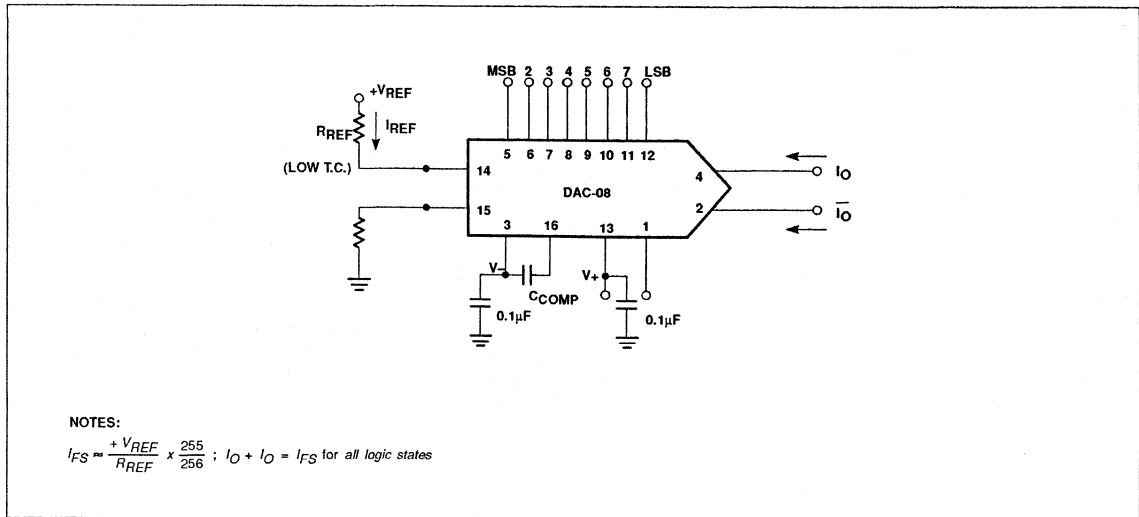 MSB 2 3 4 5 6 7 LSB
+VREF
RREF
IREF
(LOW T.C.)
5 6 7 8 9 10 11 12
14
4
IO
DAC-08
15
2
IO
3 16 13 1
V–
CCOMP
V+
0.1µF
0.1µF
NOTES:
IFS ≈ + VREF / RREF x 255 / 256 ; IO + IO = IFS for all logic states